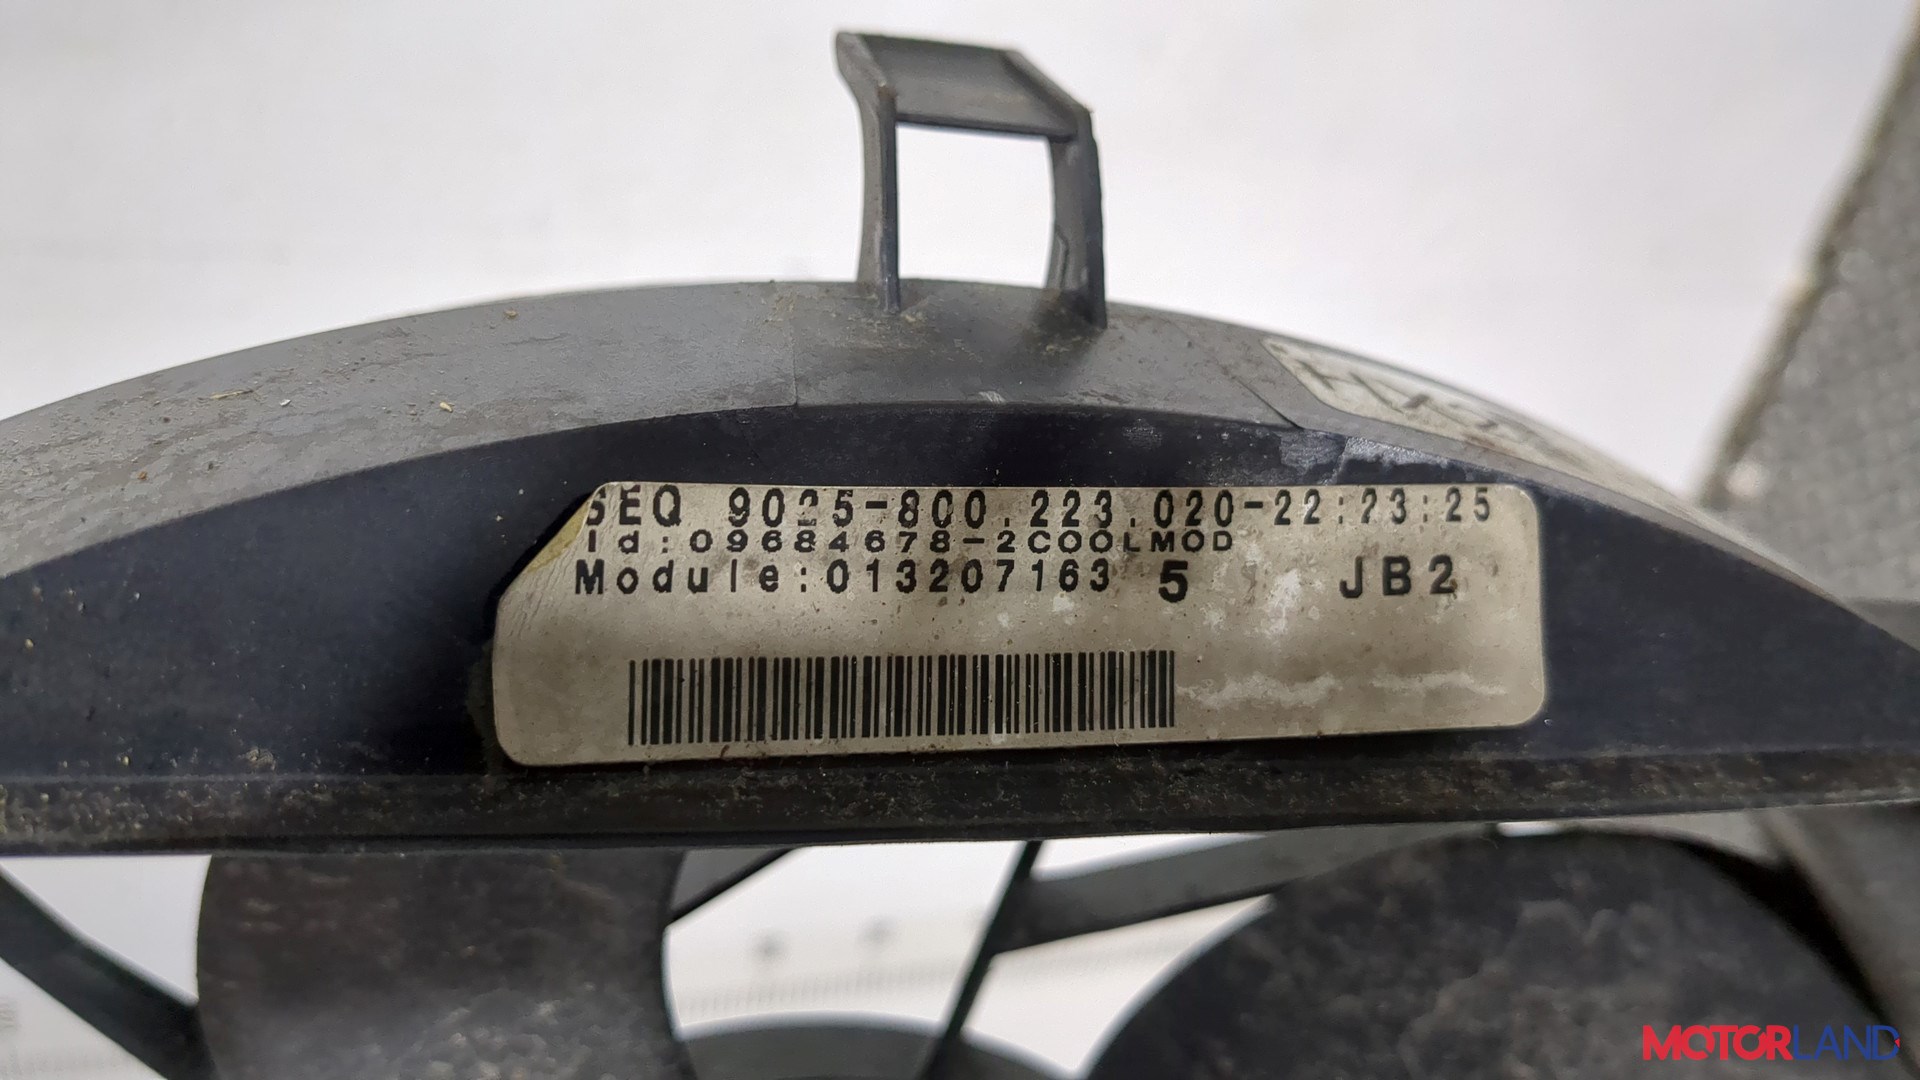 SEQ 9025-800.223.020-22:23:25
Id:09684678-2COOLMOD
Module:013207163 5 JB2
MOTORLAND